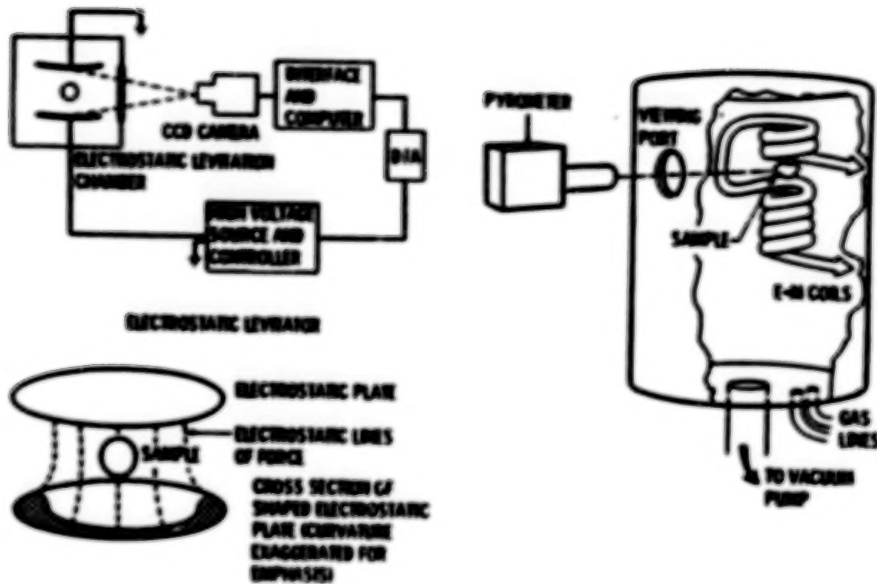 INTERFACE
AND
COMPUTER
CCD CAMERA
D/A
ELECTROSTATIC LEVITATION
CHAMBER
HIGH VOLTAGE
SOURCE AND
CONTROLLER
ELECTROSTATIC LEVITATOR
ELECTROSTATIC PLATE
ELECTROSTATIC LINES
OF FORCE
SAMPLE
CROSS SECTION OF
SHAPED ELECTROSTATIC
PLATE (CURVATURE
EXAGGERATED FOR
EMPHASIS)
PYROMETER
VIEWING
PORT
SAMPLE
E-M COILS
GAS
LINES
TO VACUUM
PUMP